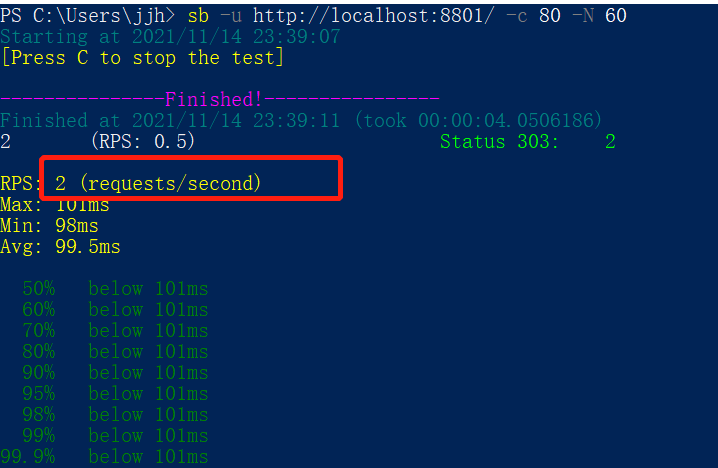 PS C:\Users\jjh> sb -u http://localhost:8801/ -c 80 -N 60
Starting at 2021/11/14 23:39:07
[Press C to stop the test]
---------------Finished!----------------
Finished at 2021/11/14 23:39:11 (took 00:00:04.0506186)
2 (RPS: 0.5) Status 303: 2
RPS: 2 (requests/second)
Max: 101ms
Min: 98ms
Avg: 99.5ms
50% below 101ms
60% below 101ms
70% below 101ms
80% below 101ms
90% below 101ms
95% below 101ms
98% below 101ms
99% below 101ms
99.9% below 101ms